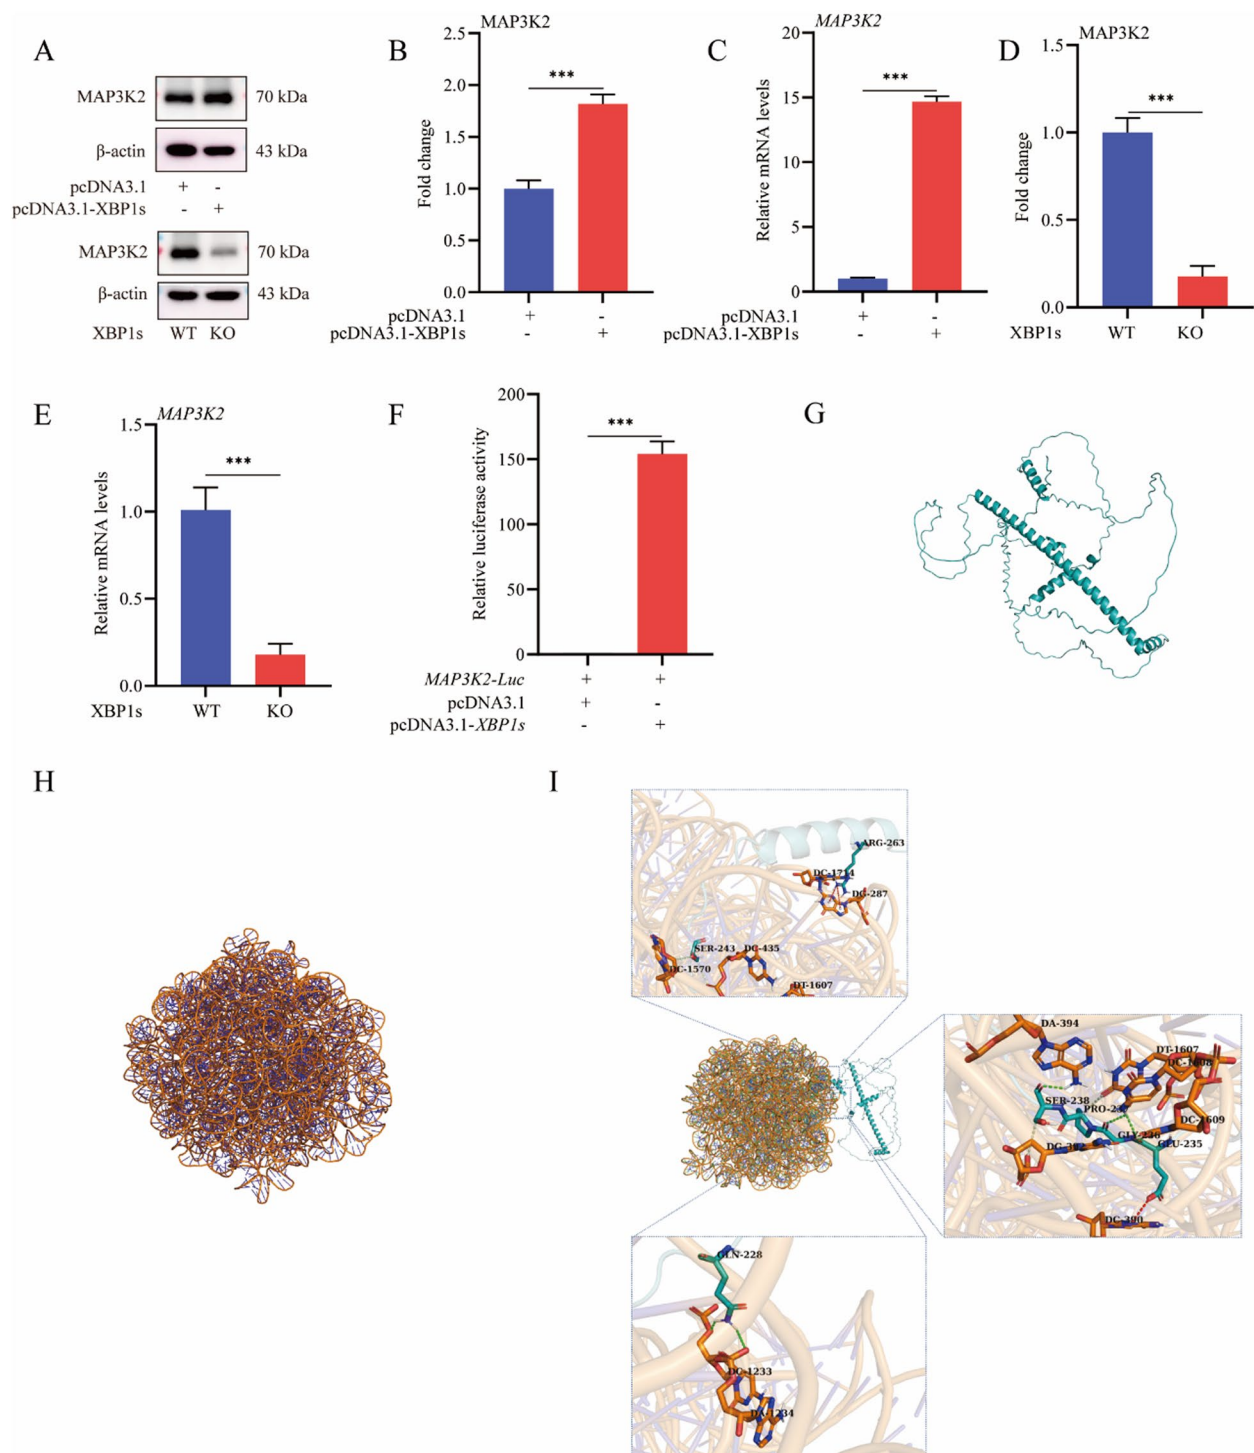 A
MAP3K2
70 kDa
β-actin
43 kDa
pcDNA3.1 + -
pcDNA3.1-XBP1s - +
MAP3K2
70 kDa
β-actin
43 kDa
XBP1s WT KO
B
MAP3K2
Fold change
2.5
2.0
1.5
1.0
0.5
0.0
***
pcDNA3.1 + -
pcDNA3.1-XBP1s - +
C
MAP3K2
Relative mRNA levels
20
15
10
5
0
***
pcDNA3.1 + -
pcDNA3.1-XBP1s - +
D
MAP3K2
Fold change
1.5
1.0
0.5
0.0
***
XBP1s WT KO
E
MAP3K2
Relative mRNA levels
1.5
1.0
0.5
0.0
***
XBP1s WT KO
F
Relative luciferase activity
200
150
100
50
0
***
MAP3K2-Luc + +
pcDNA3.1 + -
pcDNA3.1-XBP1s - +
G
H
I
ARG-263
DC-1714
DG-287
SER-243
DC-435
DC-1570
DT-1607
DA-394
DT-1607
DC-1608
SER-238
DC-1609
GLU-235
GLN-228
DC-1233
DA-1234